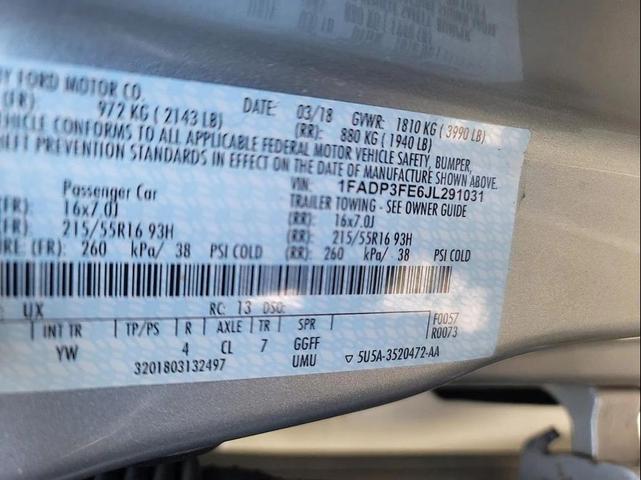 BY FORD MOTOR CO.
DATE: 03/18 GVWR: 1810 KG ( 3990 LB)
(FR): 972 KG ( 2143 LB) (RR): 880 KG ( 1940 LB)
VEHICLE CONFORMS TO ALL APPLICABLE FEDERAL MOTOR VEHICLE SAFETY, BUMPER,
THEFT PREVENTION STANDARDS IN EFFECT ON THE DATE OF MANUFACTURE SHOWN ABOVE.
VIN: 1FADP3FE6JL291031
Passenger Car TRAILER TOWING - SEE OWNER GUIDE
(FR): 16x7.0J (RR): 16x7.0J
(FR): 215/55R16 93H (RR): 215/55R16 93H
(FR): 260 kPa/ 38 PSI COLD (RR): 260 kPa/ 38 PSI COLD
UX RC: 13 DSO: F0057
INT TR TP/PS R AXLE TR SPR R0073
YW 4 CL 7 GGFF
UMU ▽ 5U5A-3520472-AA
3201803132497